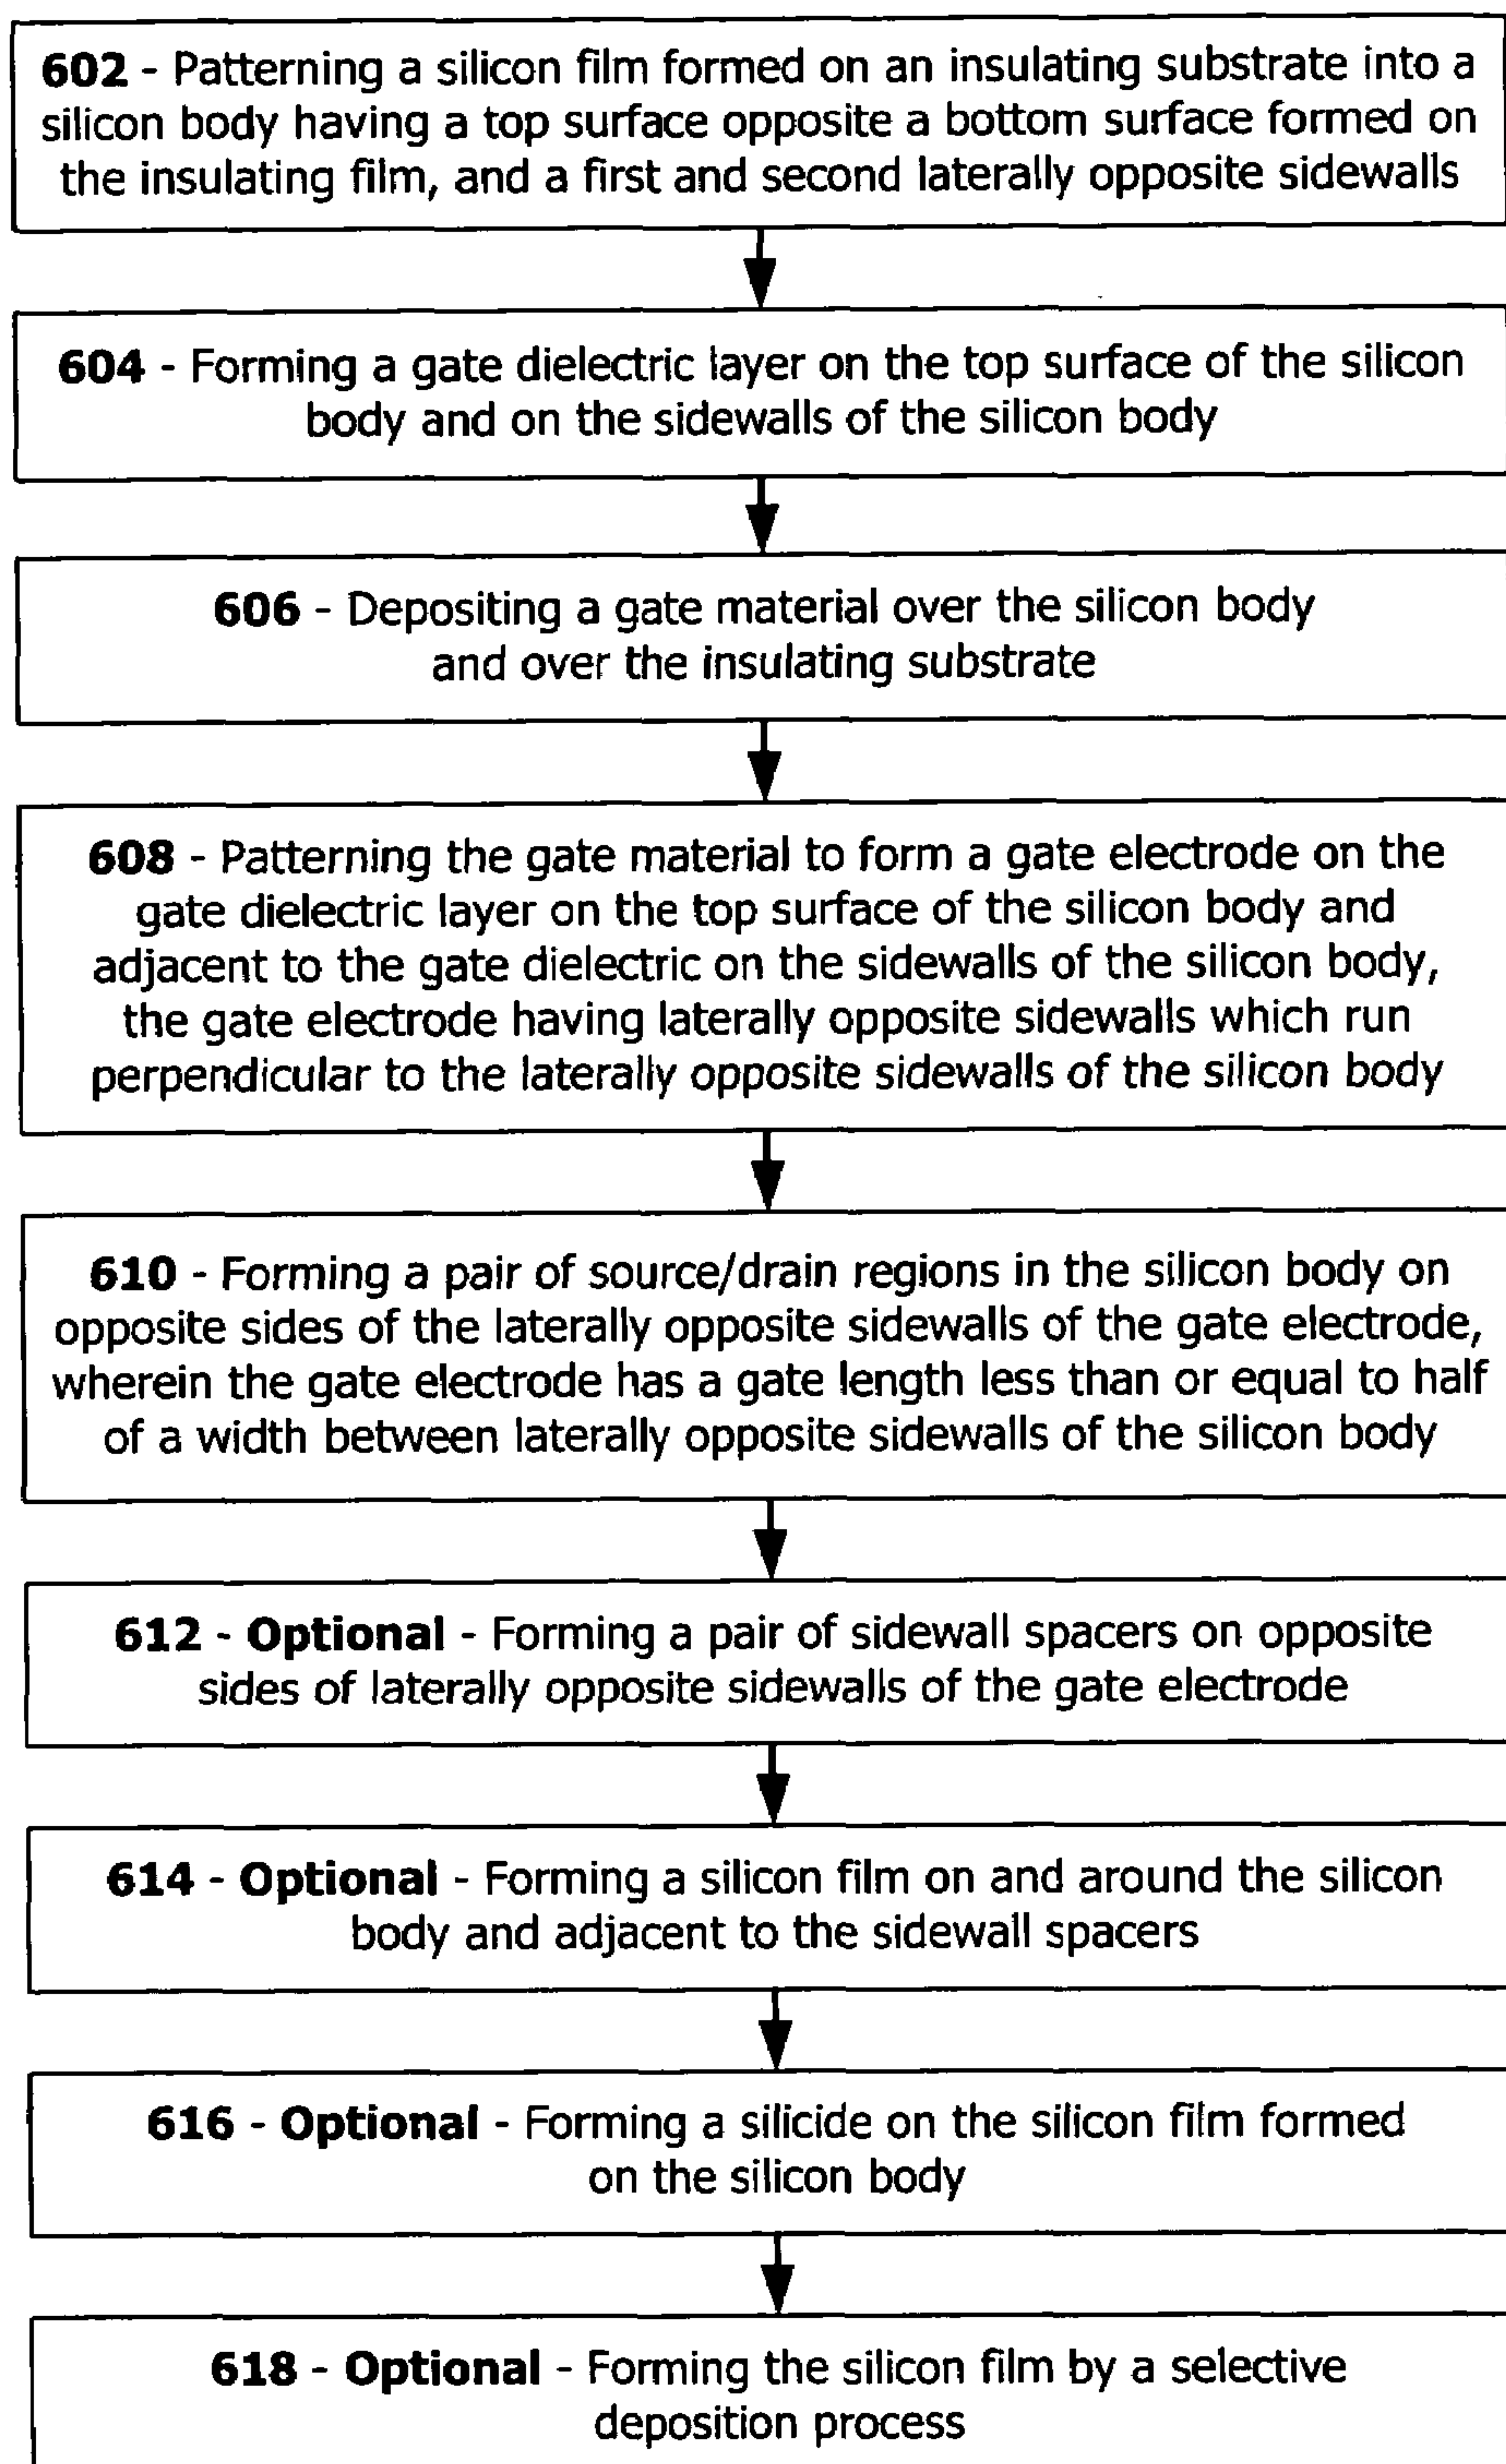 602 - Patterning a silicon film formed on an insulating substrate into a
silicon body having a top surface opposite a bottom surface formed on
the insulating film, and a first and second laterally opposite sidewalls
604 - Forming a gate dielectric layer on the top surface of the silicon
body and on the sidewalls of the silicon body
606 - Depositing a gate material over the silicon body
and over the insulating substrate
608 - Patterning the gate material to form a gate electrode on the
gate dielectric layer on the top surface of the silicon body and
adjacent to the gate dielectric on the sidewalls of the silicon body,
the gate electrode having laterally opposite sidewalls which run
perpendicular to the laterally opposite sidewalls of the silicon body
610 - Forming a pair of source/drain regions in the silicon body on
opposite sides of the laterally opposite sidewalls of the gate electrode,
wherein the gate electrode has a gate length less than or equal to half
of a width between laterally opposite sidewalls of the silicon body
612 - Optional - Forming a pair of sidewall spacers on opposite
sides of laterally opposite sidewalls of the gate electrode
614 - Optional - Forming a silicon film on and around the silicon
body and adjacent to the sidewall spacers
616 - Optional - Forming a silicide on the silicon film formed
on the silicon body
618 - Optional - Forming the silicon film by a selective
deposition process